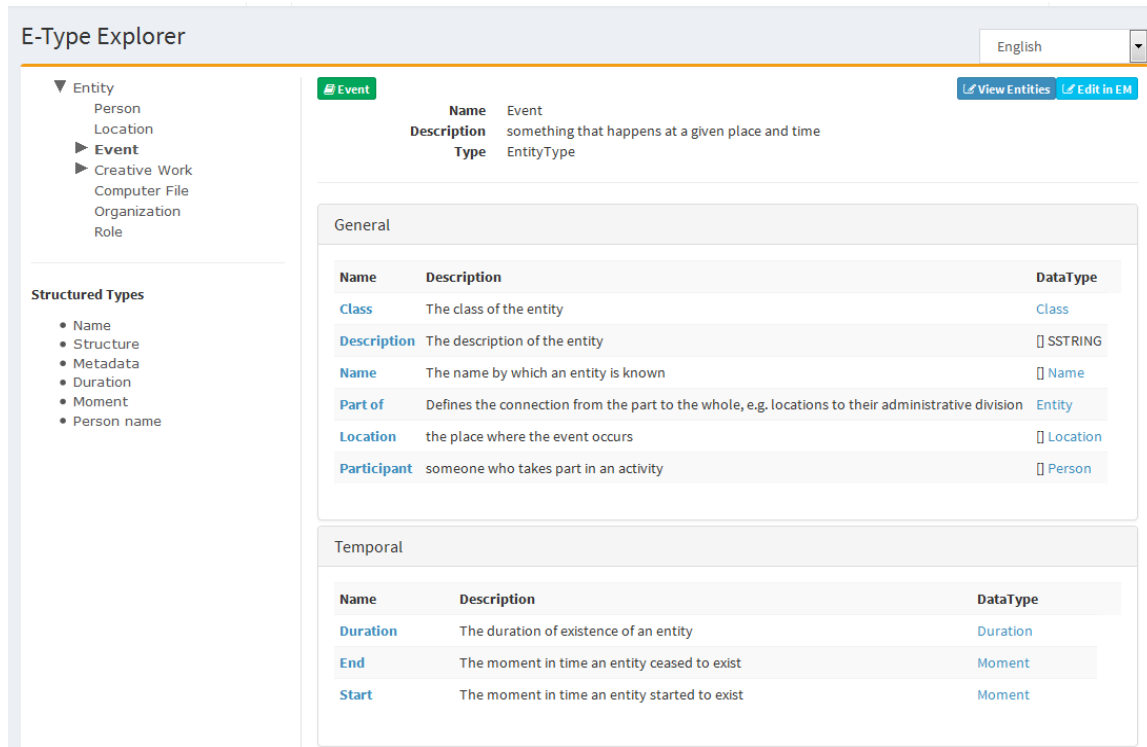 E-Type Explorer
English
Entity
Person
Location
Event
Creative Work
Computer File
Organization
Role
Structured Types
Name
Structure
Metadata
Duration
Moment
Person name
Event
View Entities
Edit in EM
Name Event
Description something that happens at a given place and time
Type EntityType
General
Name Description DataType
Class The class of the entity Class
Description The description of the entity [] SSTRING
Name The name by which an entity is known [] Name
Part of Defines the connection from the part to the whole, e.g. locations to their administrative division Entity
Location the place where the event occurs [] Location
Participant someone who takes part in an activity [] Person
Temporal
Name Description DataType
Duration The duration of existence of an entity Duration
End The moment in time an entity ceased to exist Moment
Start The moment in time an entity started to exist Moment